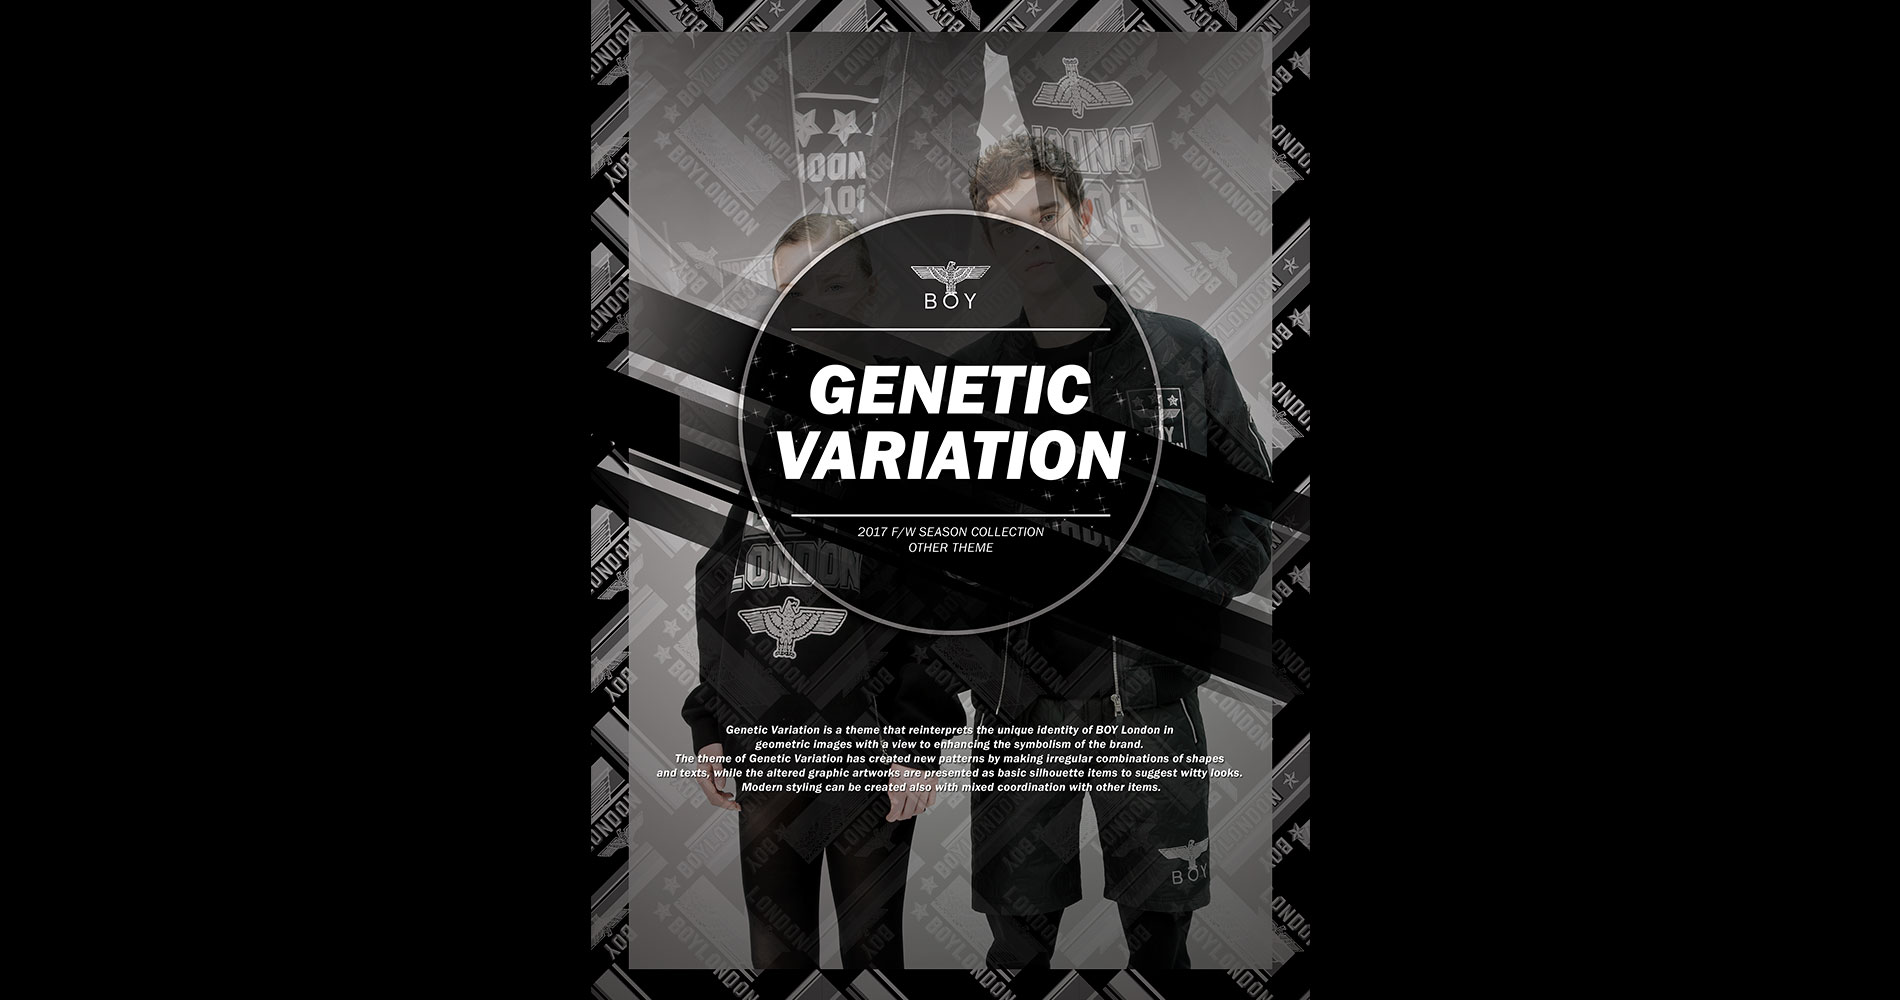 BOY
GENETIC
VARIATION
2017 F/W SEASON COLLECTION
OTHER THEME
LONDON
Genetic Variation is a theme that reinterprets the unique identity of BOY London in
geometric images with a view to enhancing the symbolism of the brand.
The theme of Genetic Variation has created new patterns by making irregular combinations of shapes
and texts, while the altered graphic artworks are presented as basic silhouette items to suggest witty looks.
Modern styling can be created also with mixed coordination with other items.
BOY